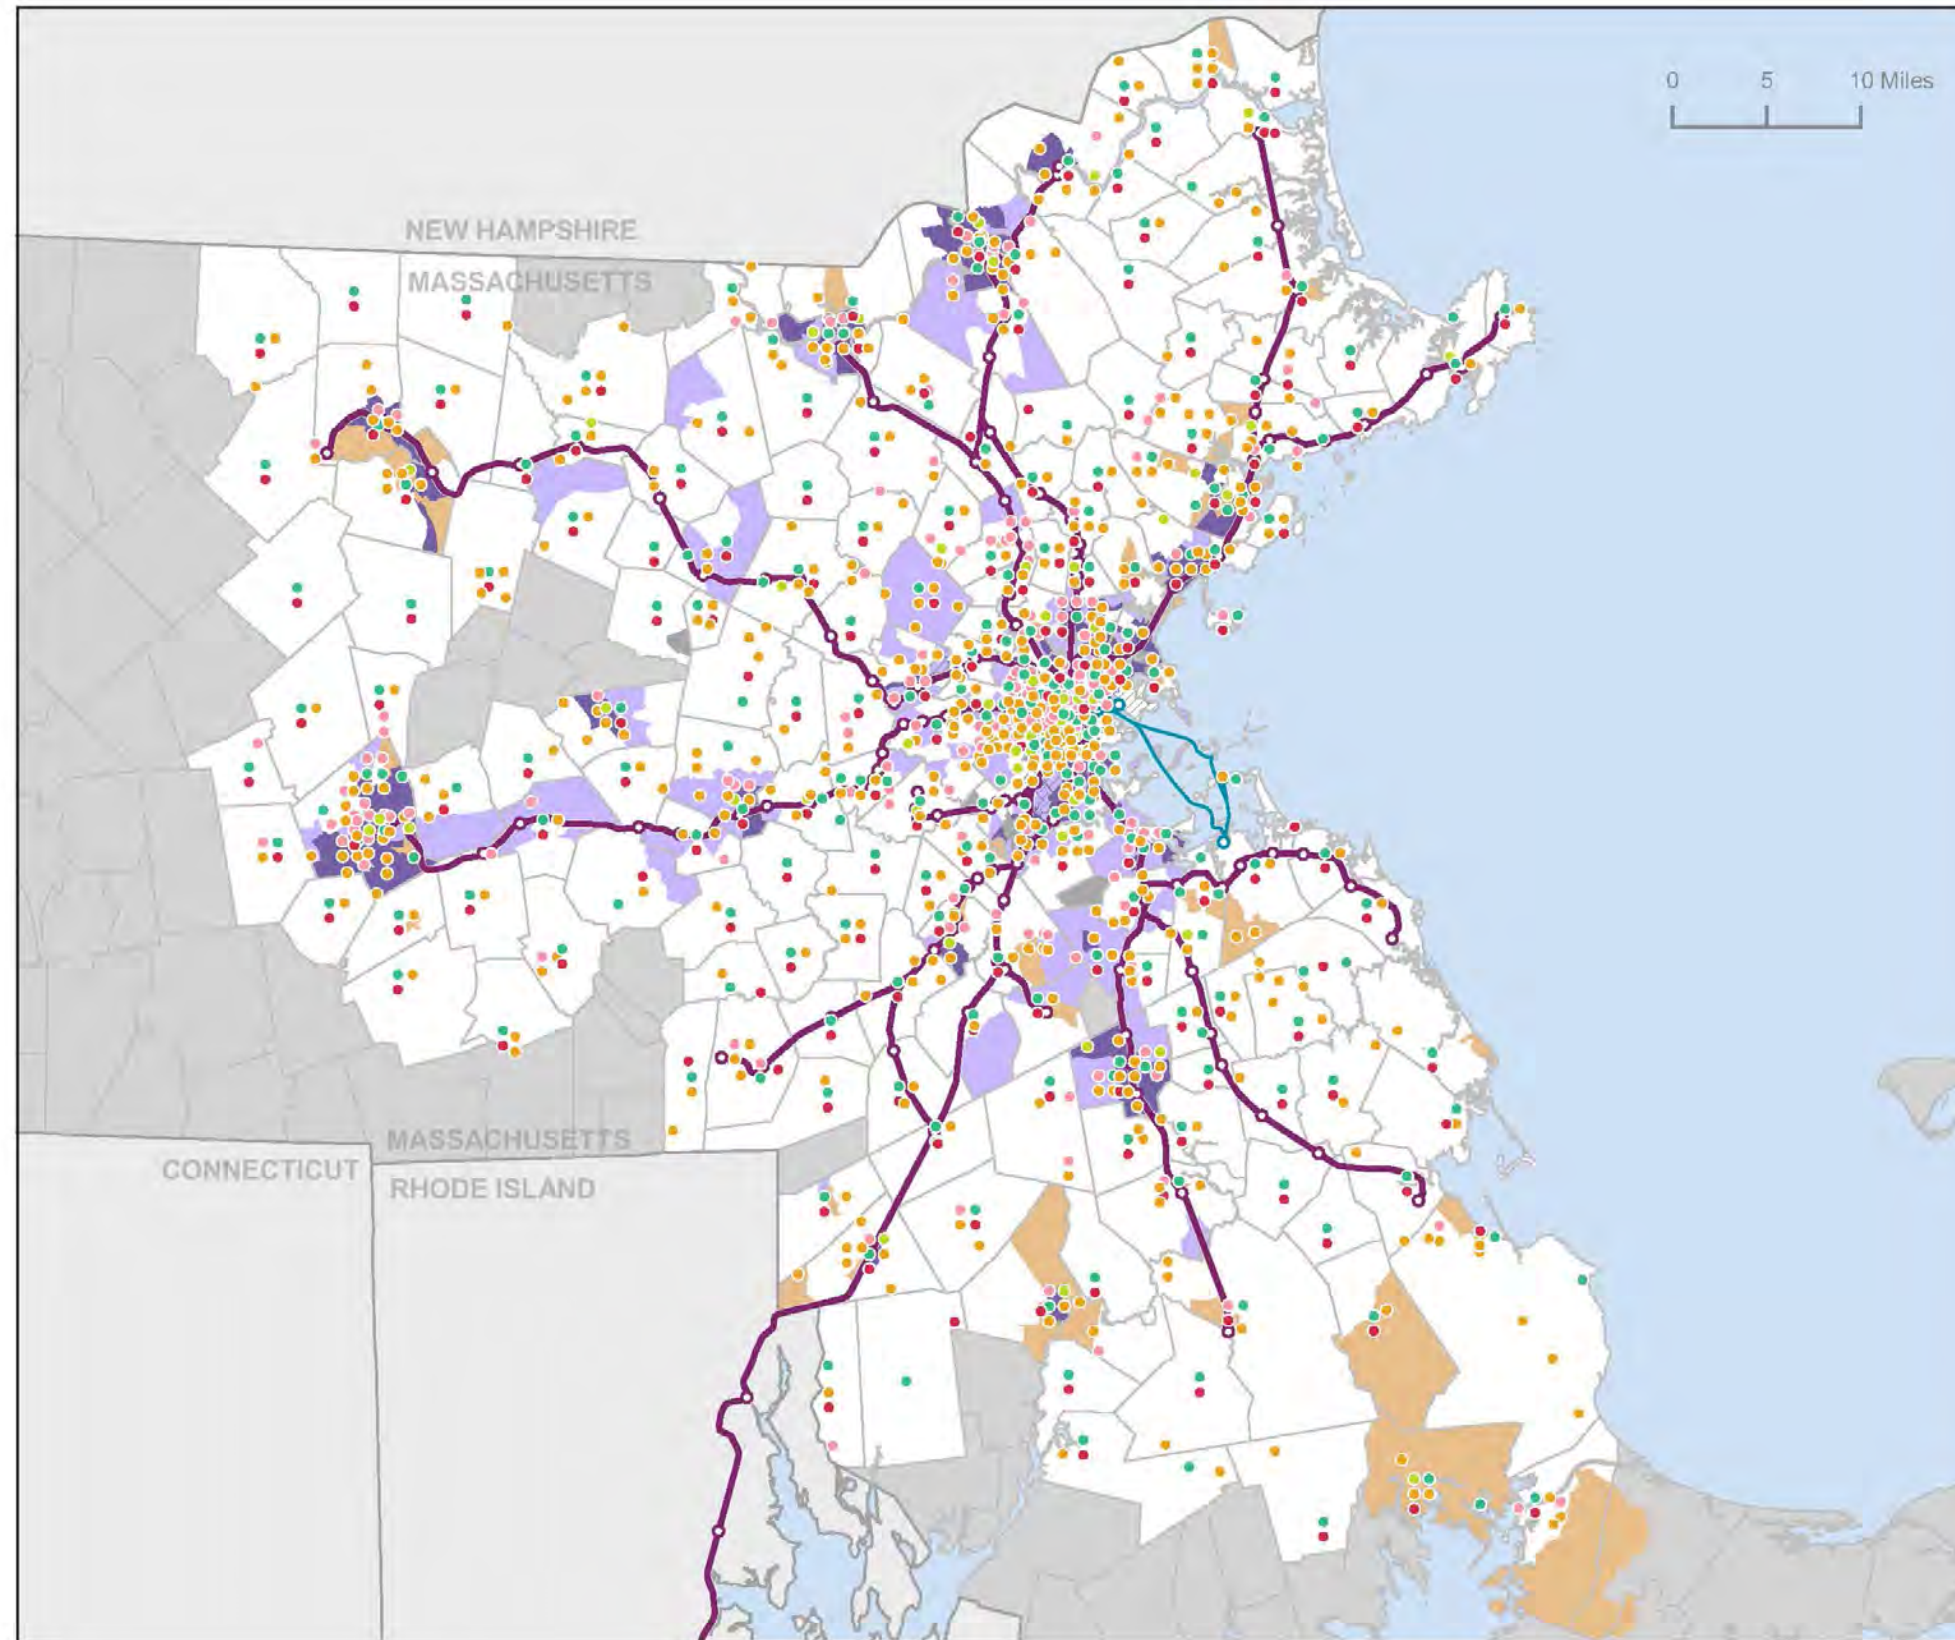 0 5 10 Miles
NEW HAMPSHIRE
MASSACHUSETTS
MASSACHUSETTS
CONNECTICUT
RHODE ISLAND